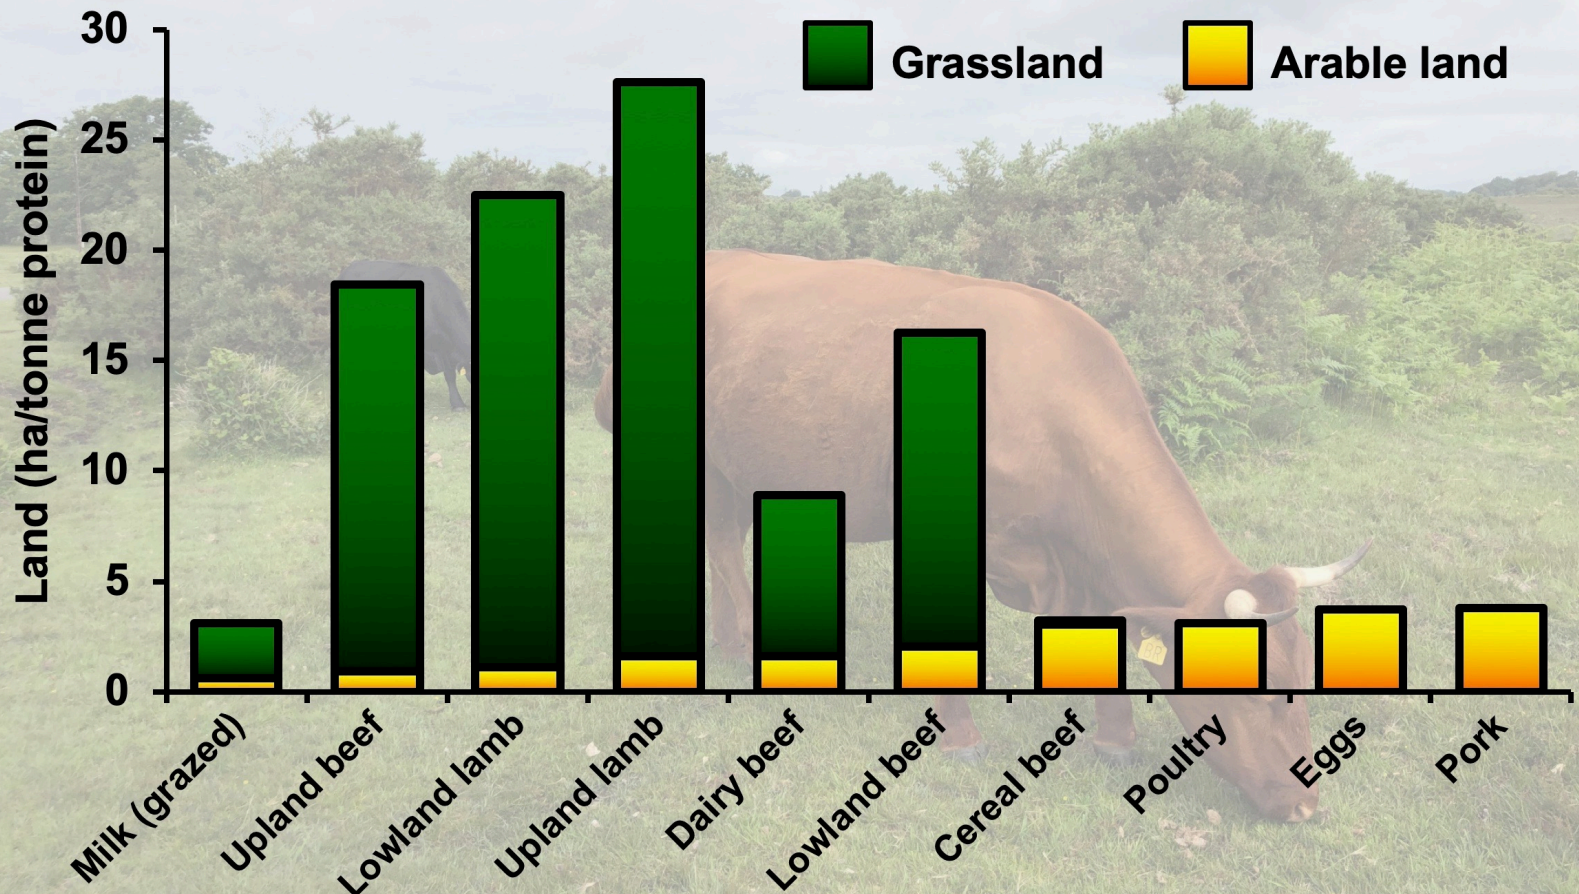 30
25
20
15
10
5
0
Land (ha/tonne protein)
Grassland
Arable land
Milk (grazed)
Upland beef
Lowland lamb
Upland lamb
Dairy beef
Lowland beef
Cereal beef
Poultry
Eggs
Pork